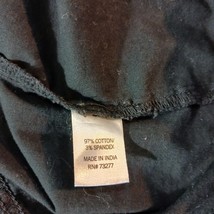 97% COTTON
3% SPANDEX
MADE IN INDIA
RN# 73277